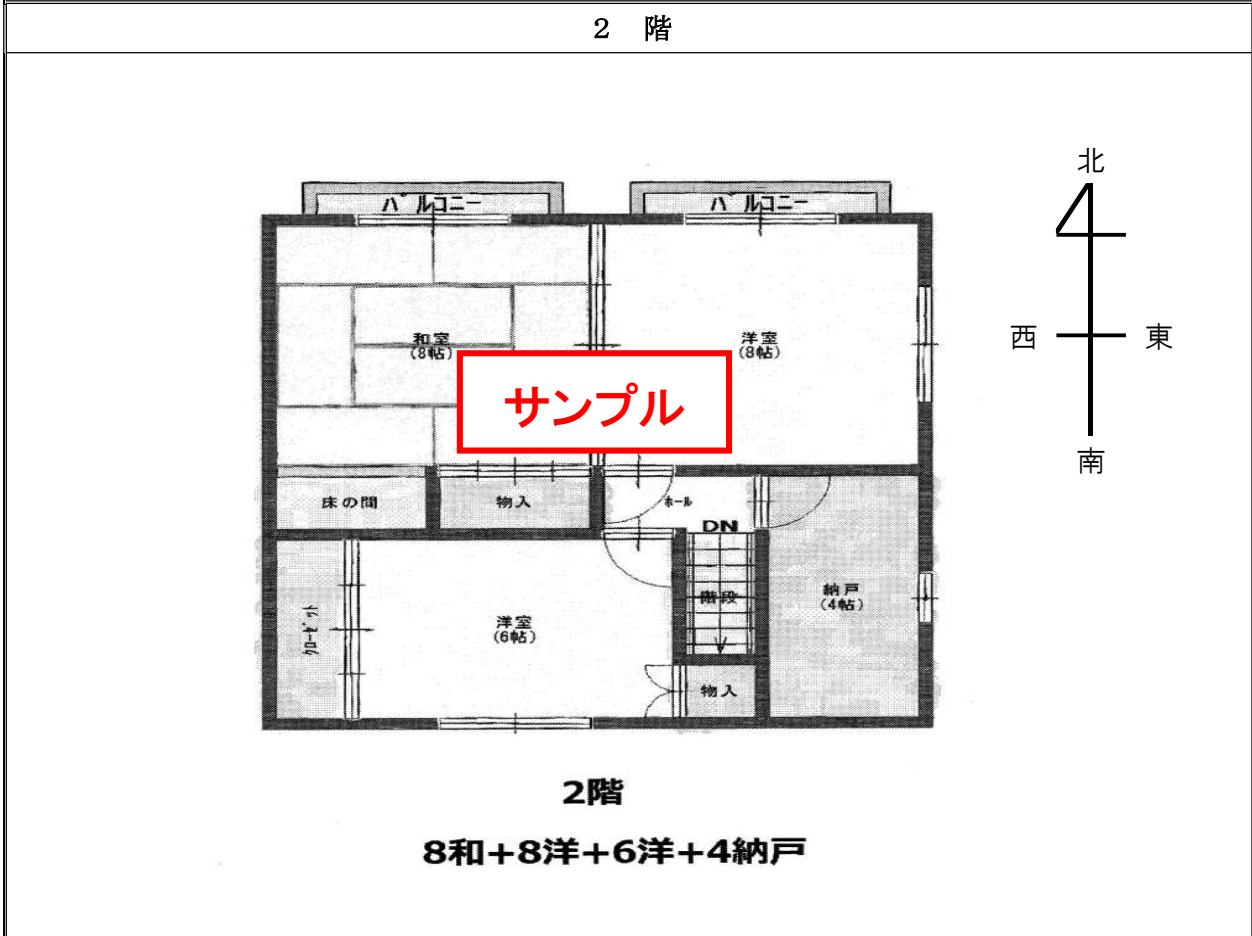 2 階
北
バルコニー
バルコニー
和室
(8帖)
洋室
(8帖)
西
東
サンプル
南
床の間
物入
ホール
DN
階段
納戸
(4帖)
クローゼット
洋室
(6帖)
物入
2階
8和+8洋+6洋+4納戸